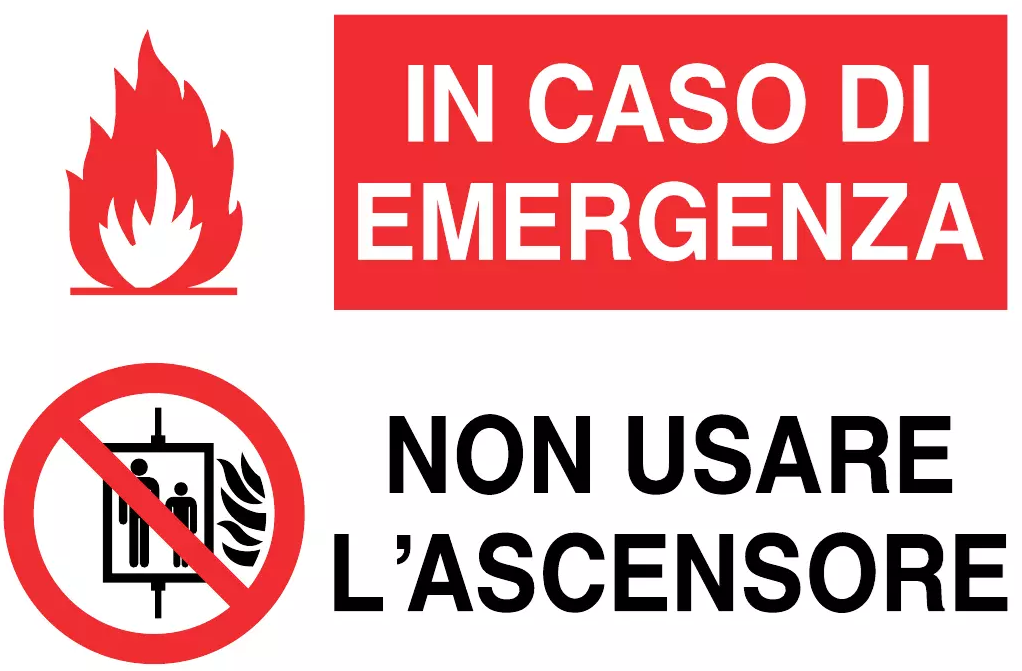 IN CASO DI
EMERGENZA
NON USARE
L'ASCENSORE